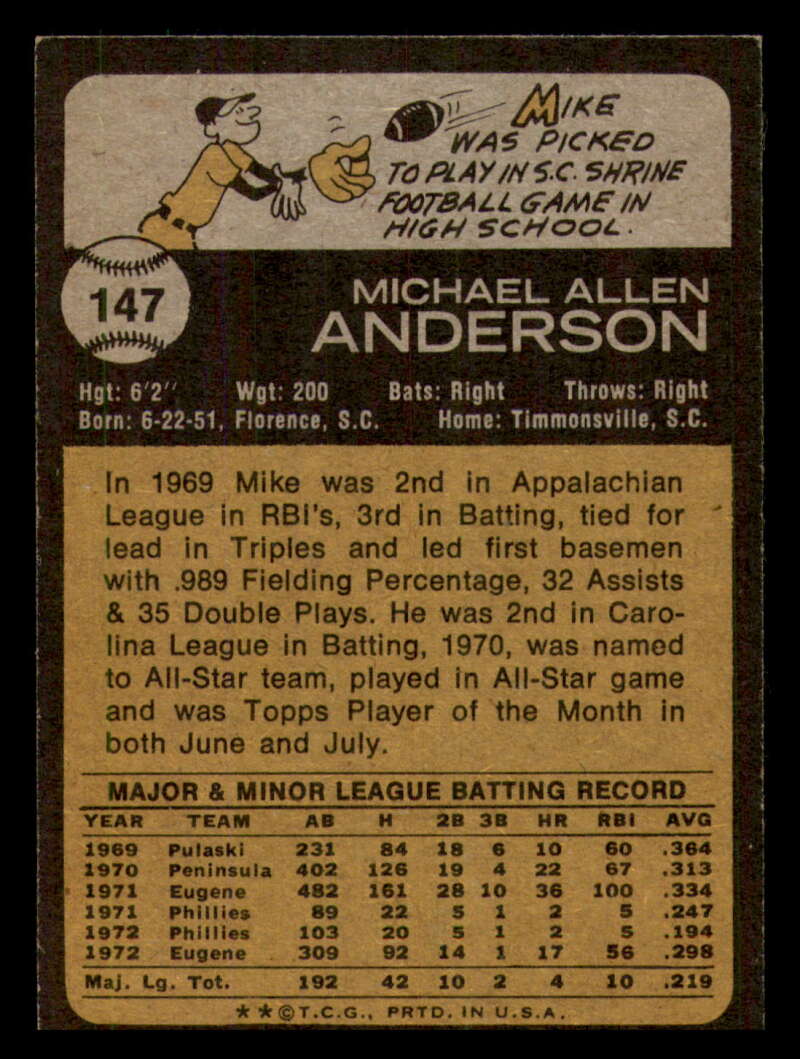 MIKE
WAS PICKED
TO PLAY IN S.C. SHRINE
FOOTBALL GAME IN
HIGH SCHOOL.
147
MICHAEL ALLEN
ANDERSON
Hgt: 6'2" Wgt: 200 Bats: Right Throws: Right
Born: 6-22-51, Florence, S.C. Home: Timmonsville, S.C.
In 1969 Mike was 2nd in Appalachian
League in RBI's, 3rd in Batting, tied for
lead in Triples and led first basemen
with .989 Fielding Percentage, 32 Assists
& 35 Double Plays. He was 2nd in Caro-
lina League in Batting, 1970, was named
to All-Star team, played in All-Star game
and was Topps Player of the Month in
both June and July.
MAJOR & MINOR LEAGUE BATTING RECORD
YEAR TEAM AB H 2B 3B HR RBI AVG
1969 Pulaski 231 84 18 6 10 60 .364
1970 Peninsula 402 126 19 4 22 67 .313
1971 Eugene 482 161 28 10 36 100 .334
1971 Phillies 89 22 5 1 2 5 .247
1972 Phillies 103 20 5 1 2 5 .194
1972 Eugene 309 92 14 1 17 56 .298
Maj. Lg. Tot. 192 42 10 2 4 10 .219
★★©T.C.G., PRTD. IN U.S.A.